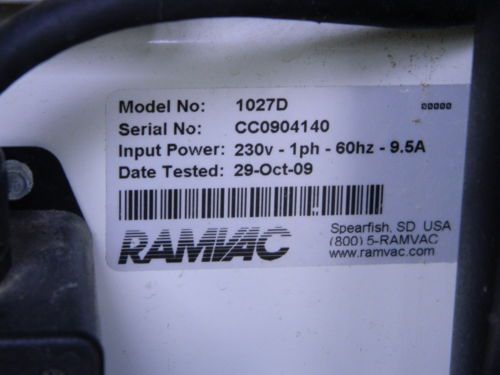 Model No: 1027D
Serial No: CC0904140
Input Power: 230v - 1ph - 60hz - 9.5A
Date Tested: 29-Oct-09
RAMVAC
Spearfish, SD USA
(800) 5-RAMVAC
www.ramvac.com